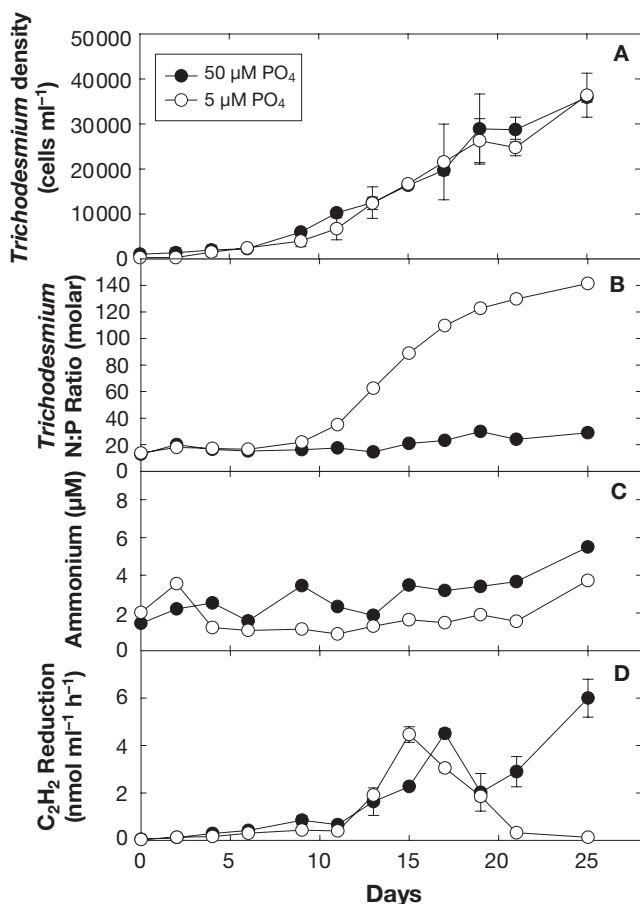 50000
40000
30000
20000
10000
0
Trichodesmium density
(cells ml⁻¹)
A
50 µM PO₄
5 µM PO₄
140
120
100
80
60
40
20
0
Trichodesmium
N:P Ratio (molar)
B
8
6
4
2
0
Ammonium (µM)
C
6
4
2
0
C₂H₂ Reduction
(nmol ml⁻¹ h⁻¹)
D
0 5 10 15 20 25
Days